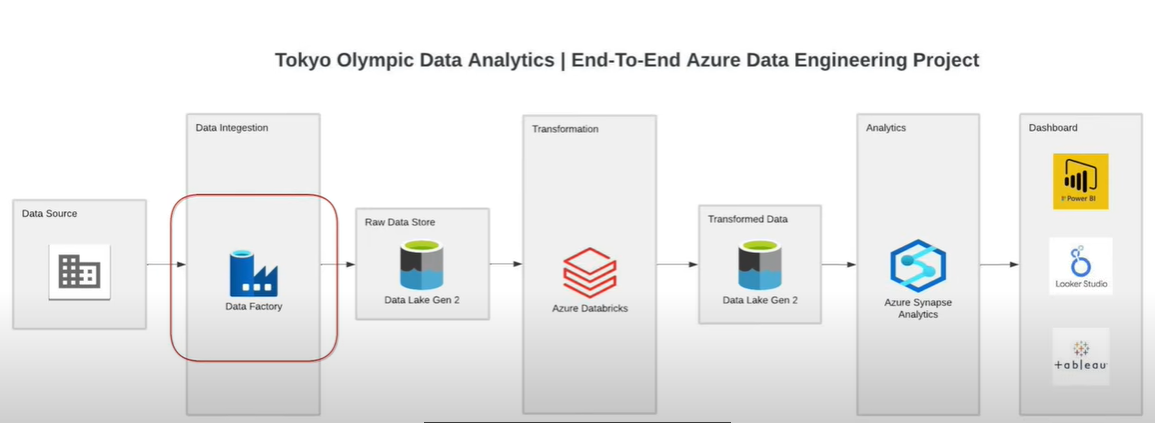 Tokyo Olympic Data Analytics | End-To-End Azure Data Engineering Project
Data Source
Data Integestion
Data Factory
Raw Data Store
Data Lake Gen 2
Transformation
Azure Databricks
Transformed Data
Data Lake Gen 2
Analytics
Azure Synapse
Analytics
Dashboard
Power BI
Looker Studio
+ableau